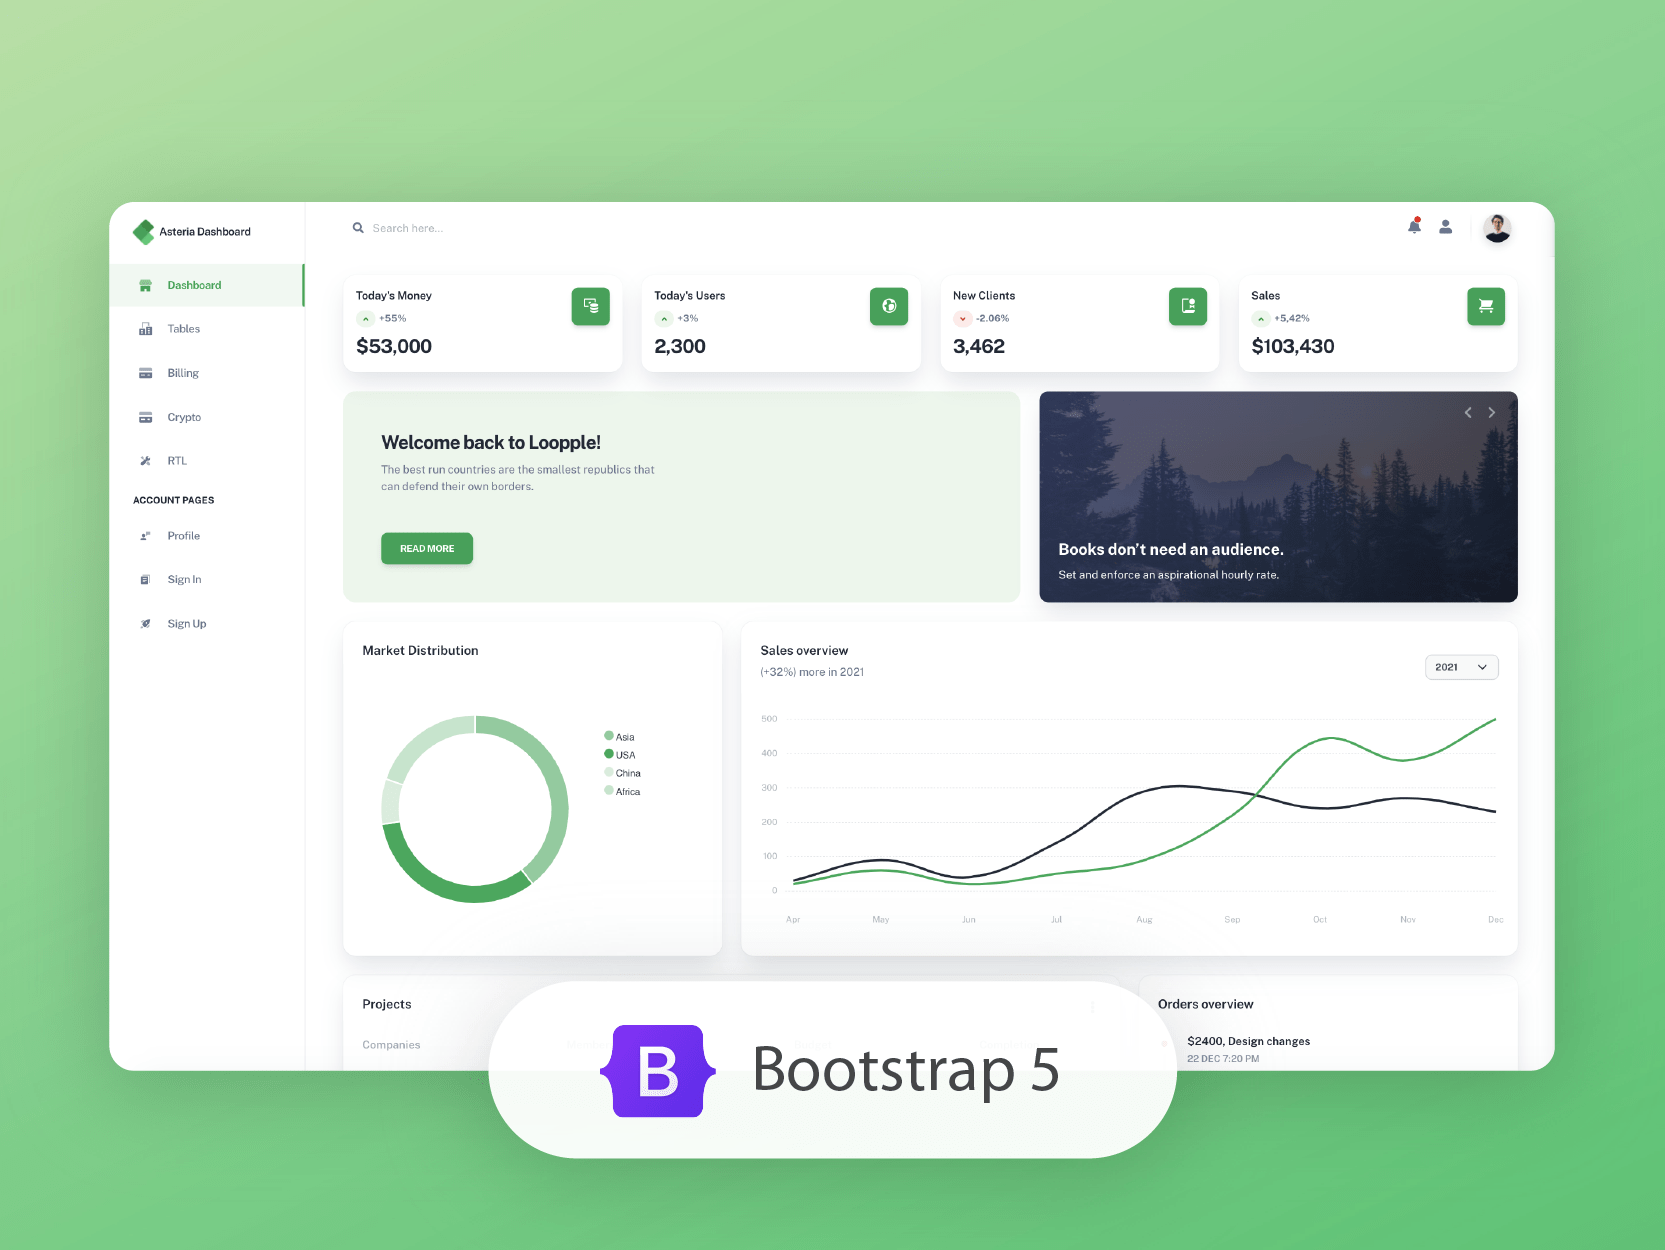 Asteria Dashboard
Search here...
Dashboard
Tables
Billing
Crypto
RTL
ACCOUNT PAGES
Profile
Sign In
Sign Up
Today's Money
+55%
$53,000
Today's Users
+3%
2,300
New Clients
-2.06%
3,462
Sales
+5,42%
$103,430
Welcome back to Loopple!
The best run countries are the smallest republics that
can defend their own borders.
READ MORE
Books don't need an audience.
Set and enforce an aspirational hourly rate.
Market Distribution
Asia
USA
China
Africa
Sales overview
(+32%) more in 2021
2021
500
400
300
200
100
0
Apr May Jun Jul Aug Sep Oct Nov Dec
Projects
Companies
Orders overview
$2400, Design changes
22 DEC 7:20 PM
B
Bootstrap 5